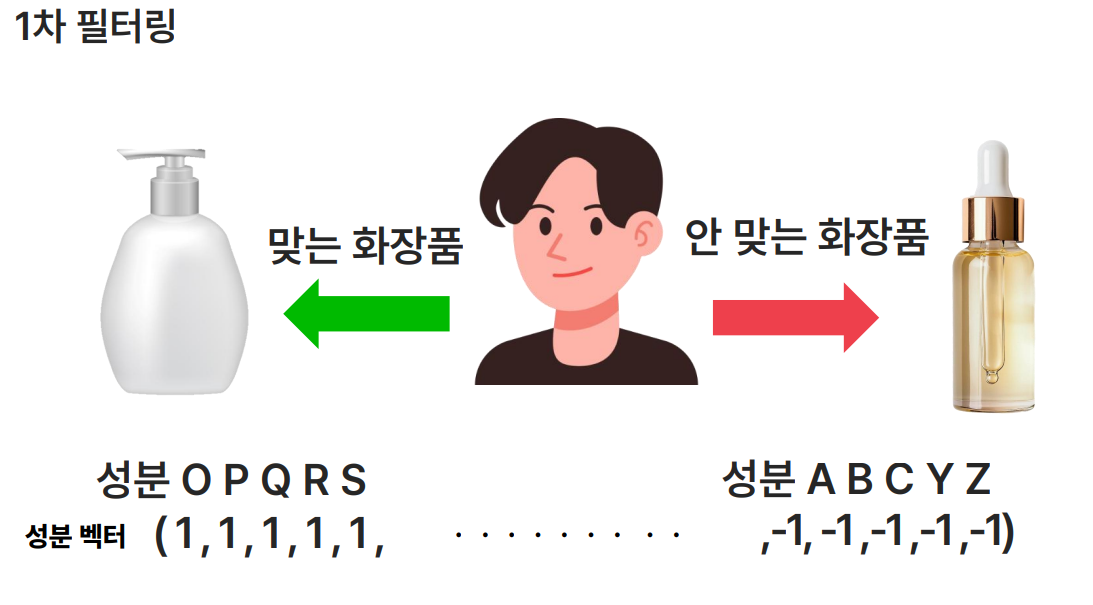 1차 필터링
맞는 화장품
안 맞는 화장품
성분 O P Q R S
성분 A B C Y Z
성분 벡터 ( 1 , 1 , 1 , 1 , 1 , · · · · · · · · · · ,-1, -1 ,-1 ,-1 ,-1)